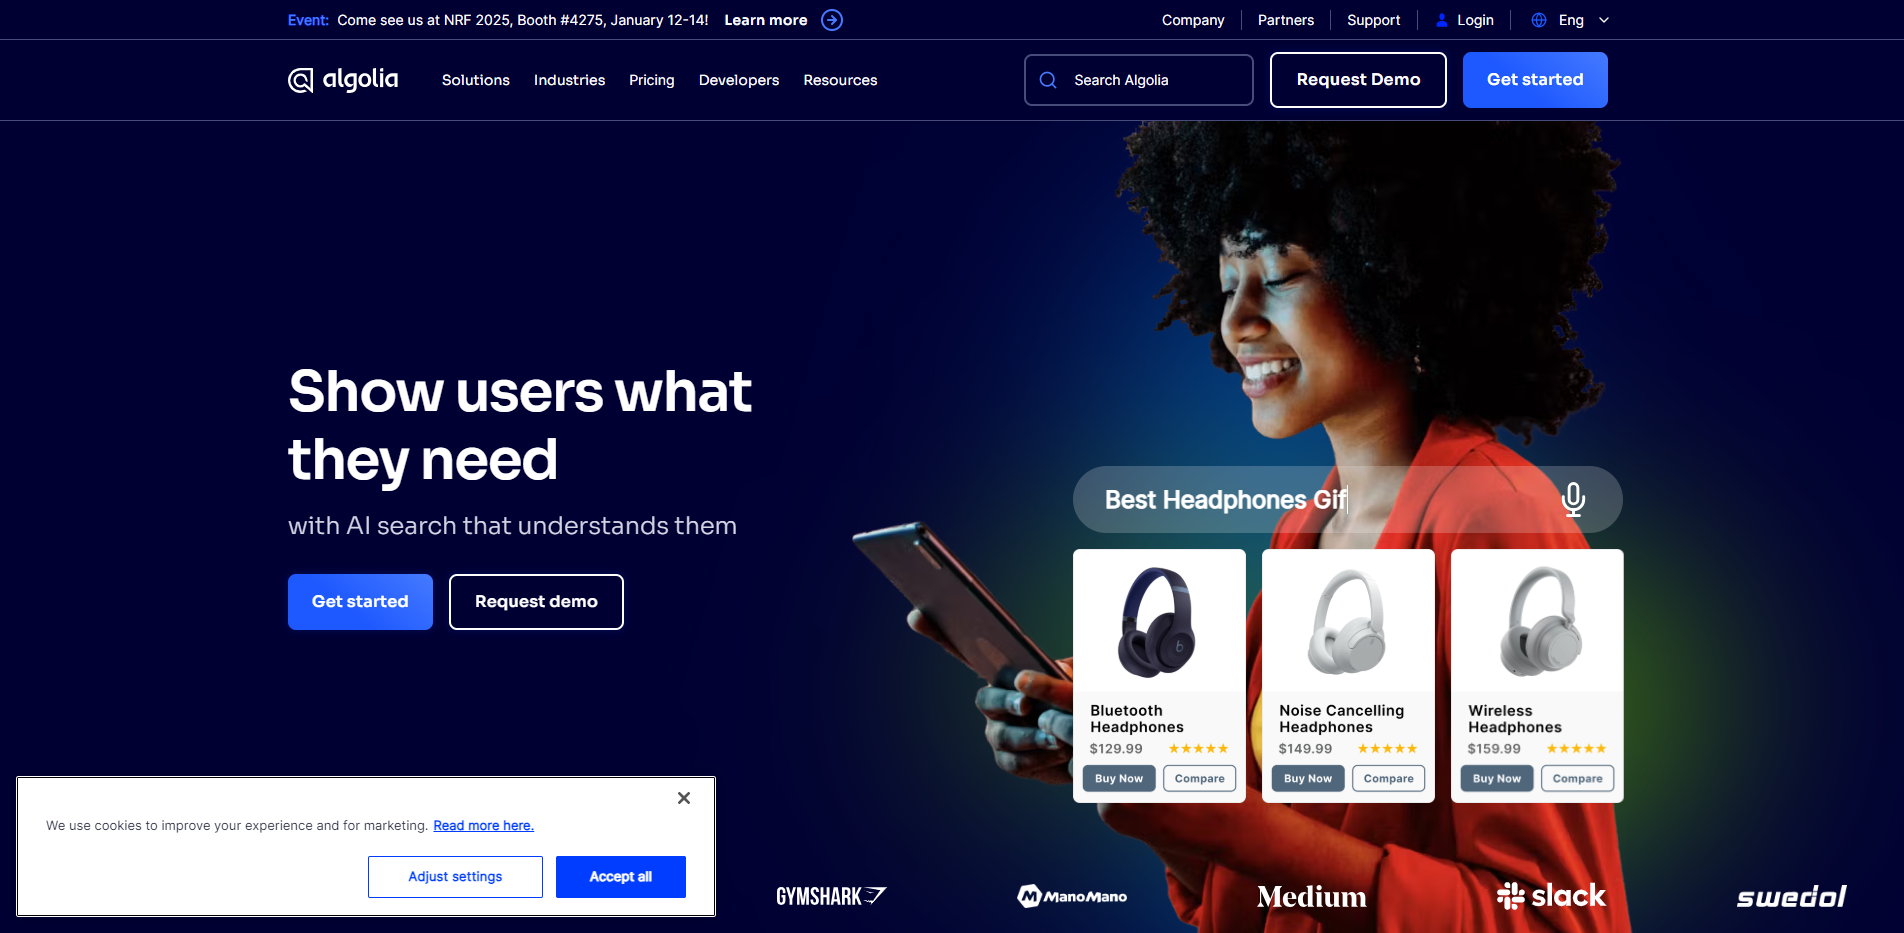 Event: Come see us at NRF 2025, Booth #4275, January 12-14! Learn more
Company Partners Support Login Eng
algolia
Solutions Industries Pricing Developers Resources
Search Algolia
Request Demo
Get started
Show users what
they need
with AI search that understands them
Get started
Request demo
Best Headphones Gif
Bluetooth
Headphones
$129.99
Buy Now
Compare
Noise Cancelling
Headphones
$149.99
Buy Now
Compare
Wireless
Headphones
$159.99
Buy Now
Compare
We use cookies to improve your experience and for marketing. Read more here.
Adjust settings
Accept all
GYMSHARK
ManoMano
Medium
slack
swedol